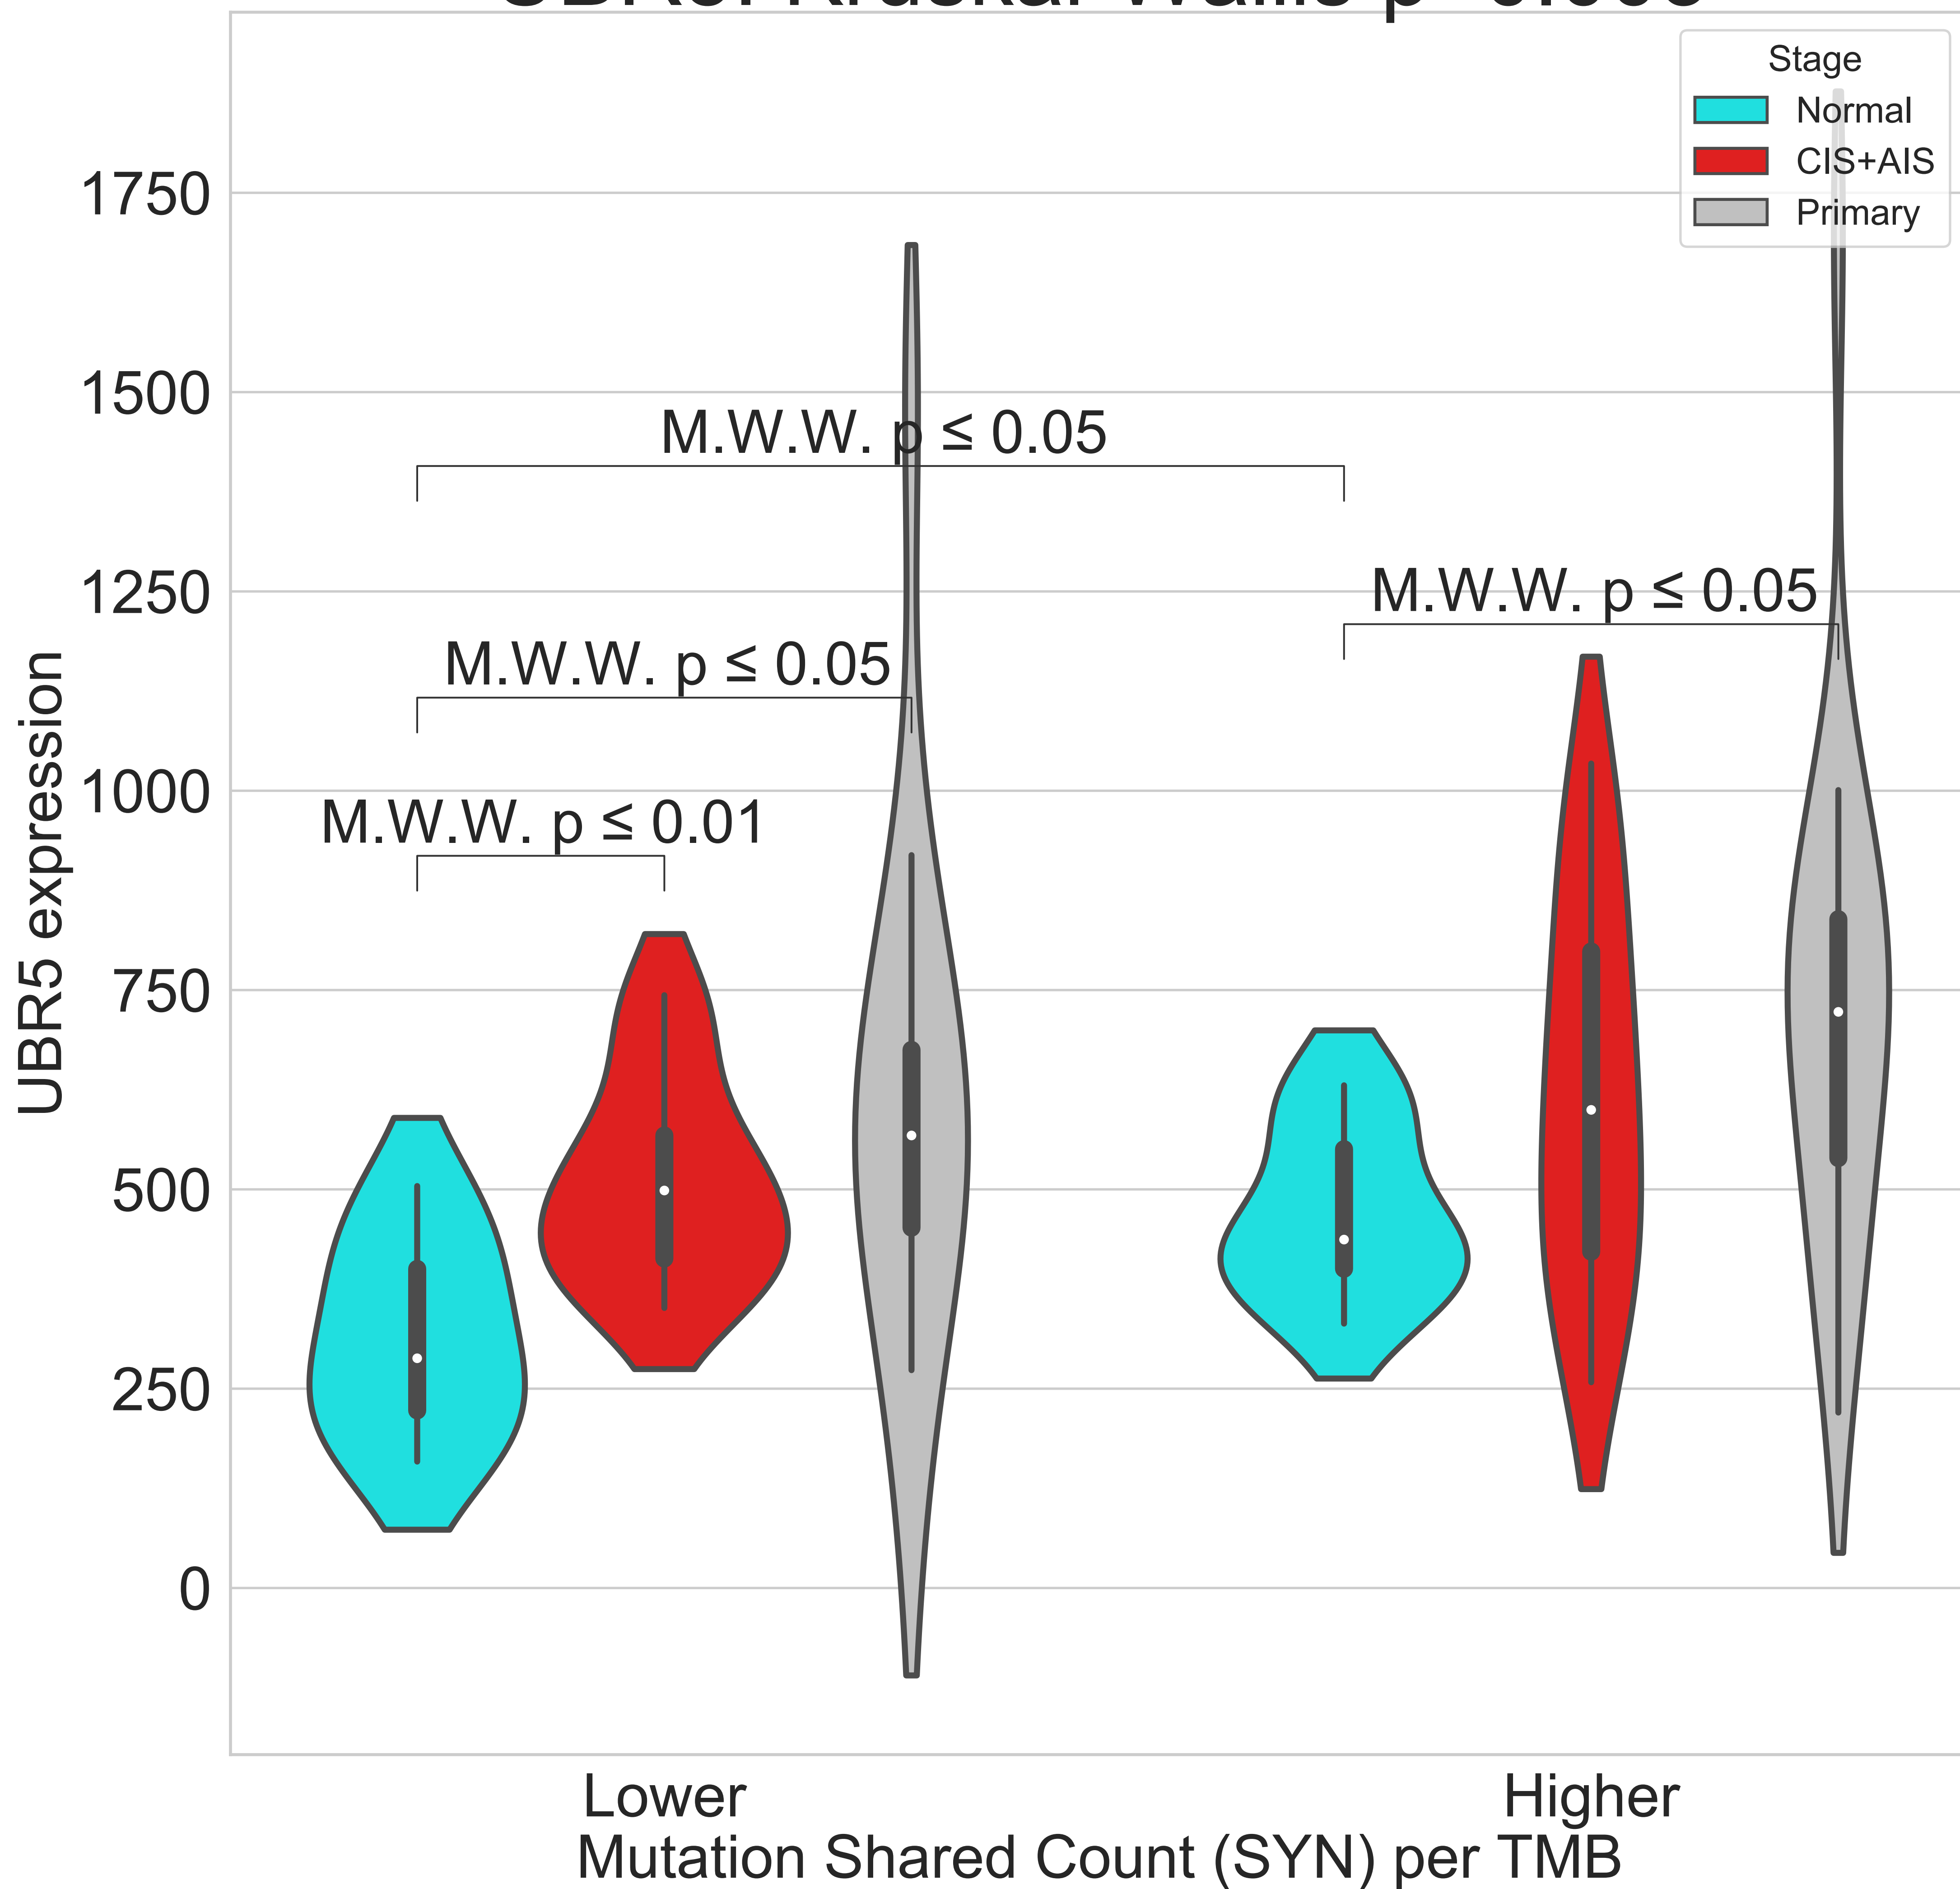 Stage
Normal
CIS+AIS
Primary
1750
1500
1250
1000
750
500
250
0
UBR5 expression
M.W.W. p ≤ 0.05
M.W.W. p ≤ 0.05
M.W.W. p ≤ 0.05
M.W.W. p ≤ 0.01
Lower
Higher
Mutation Shared Count (SYN) per TMB